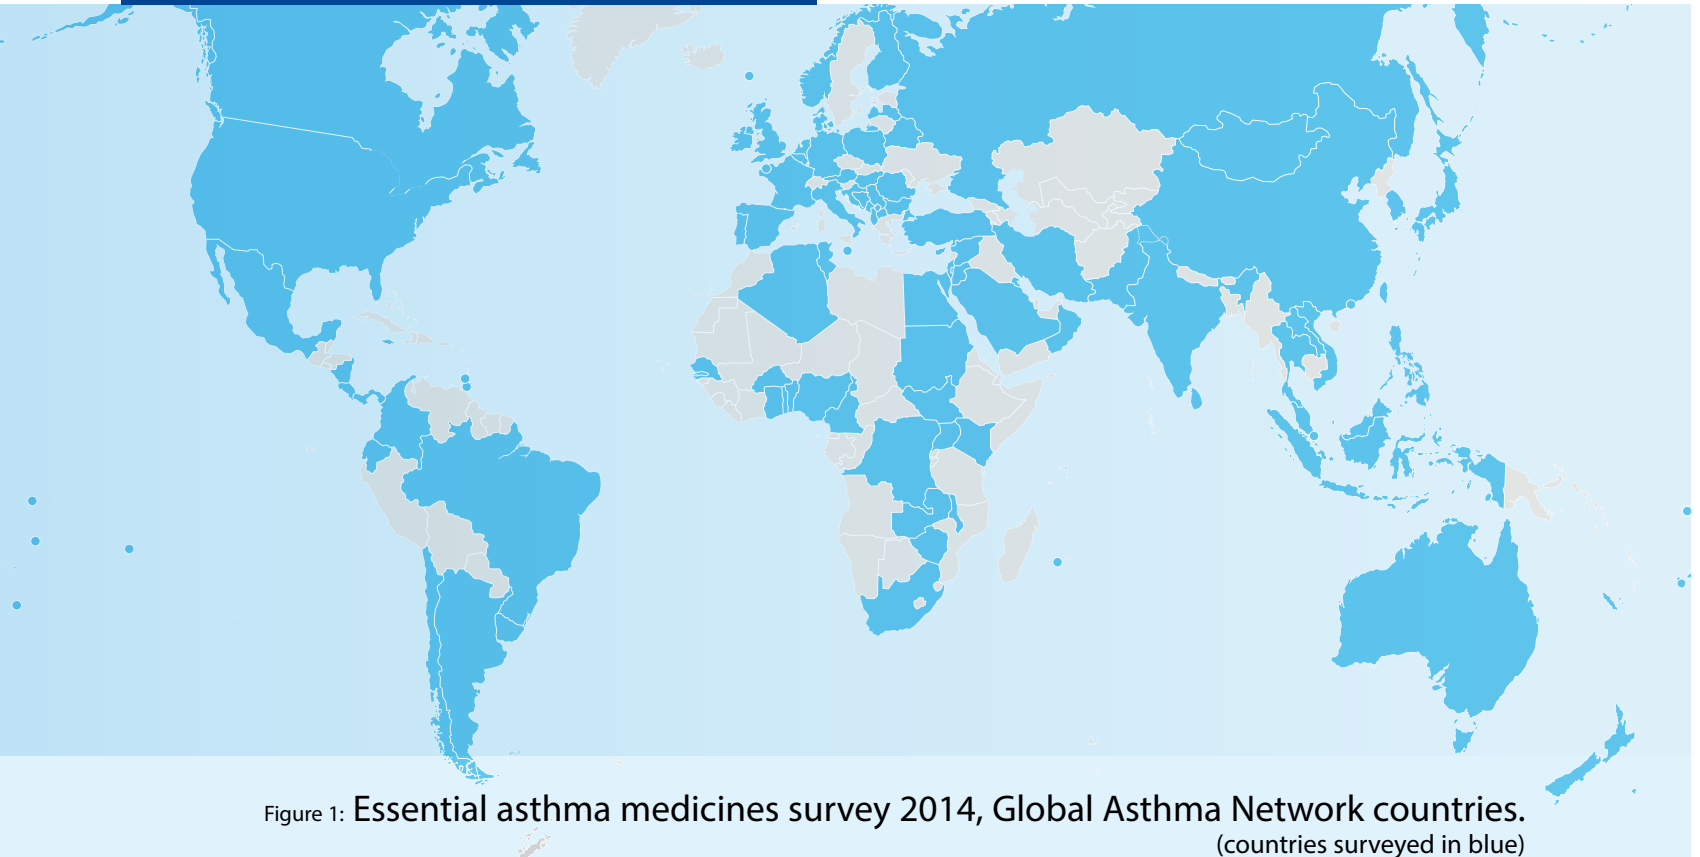 Figure 1: Essential asthma medicines survey 2014, Global Asthma Network countries.
(countries surveyed in blue)